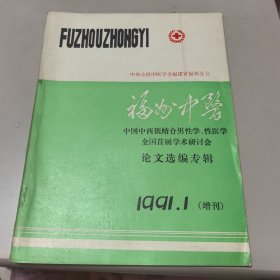 FUZHOUZHONGYI
中华全国中医学会福建省福州分会
福州中医
中国中西医结合男性学、性医学
全国首届学术研讨会
论文选编专辑
1991.1(增刊)